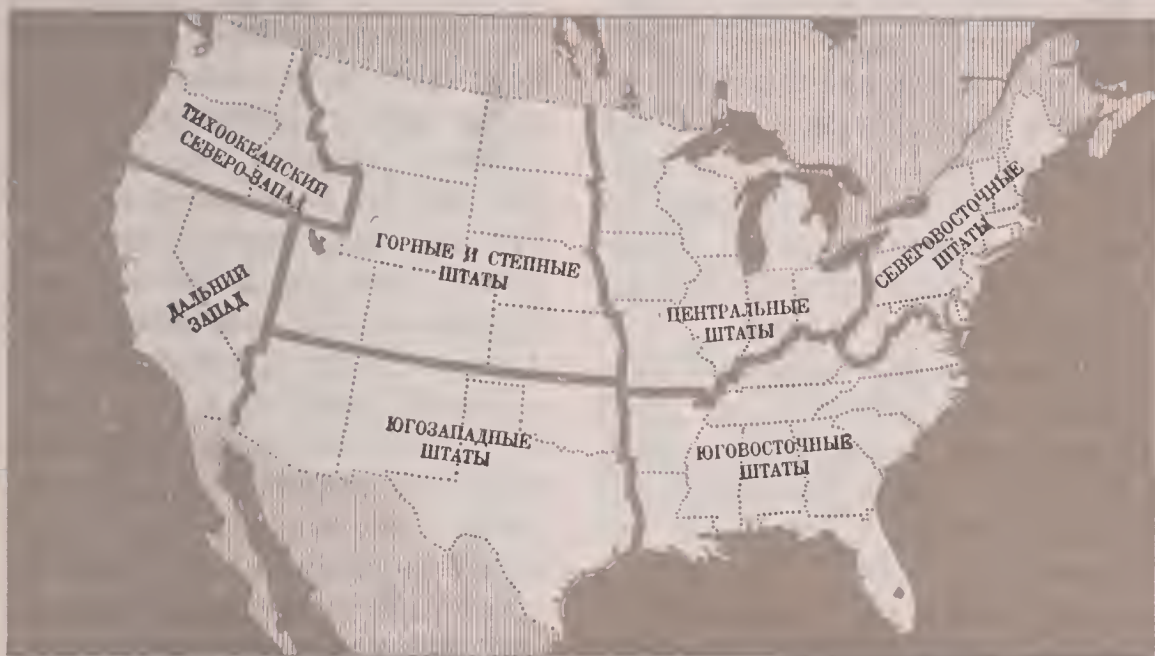 ТИХООКЕАНСКИЙ
СЕВЕРО-ЗАПАД
ДАЛЬНИЙ
ЗАПАД
ГОРНЫЕ И СТЕПНЫЕ
ШТАТЫ
ЮГОЗАПАДНЫЕ
ШТАТЫ
ЦЕНТРАЛЬНЫЕ
ШТАТЫ
СЕВЕРОВОСТОЧНЫЕ
ШТАТЫ
ЮГОВОСТОЧНЫЕ
ШТАТЫ